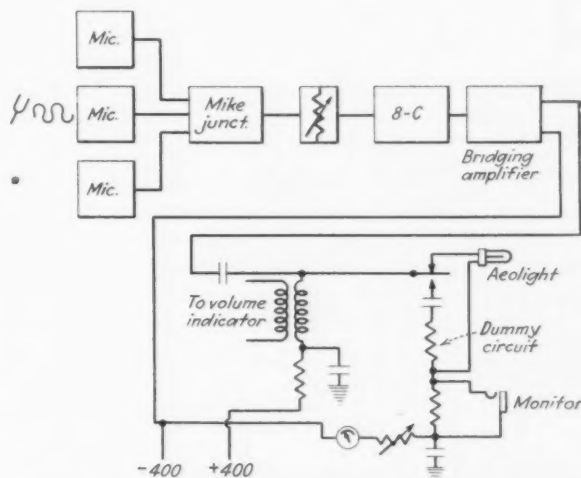 Mic.
Mic.
Mic.
Mike
junct.
8-C
Bridging
amplifier
To volume
indicator
Aeolight
Dummy
circuit
Monitor
-400
+400